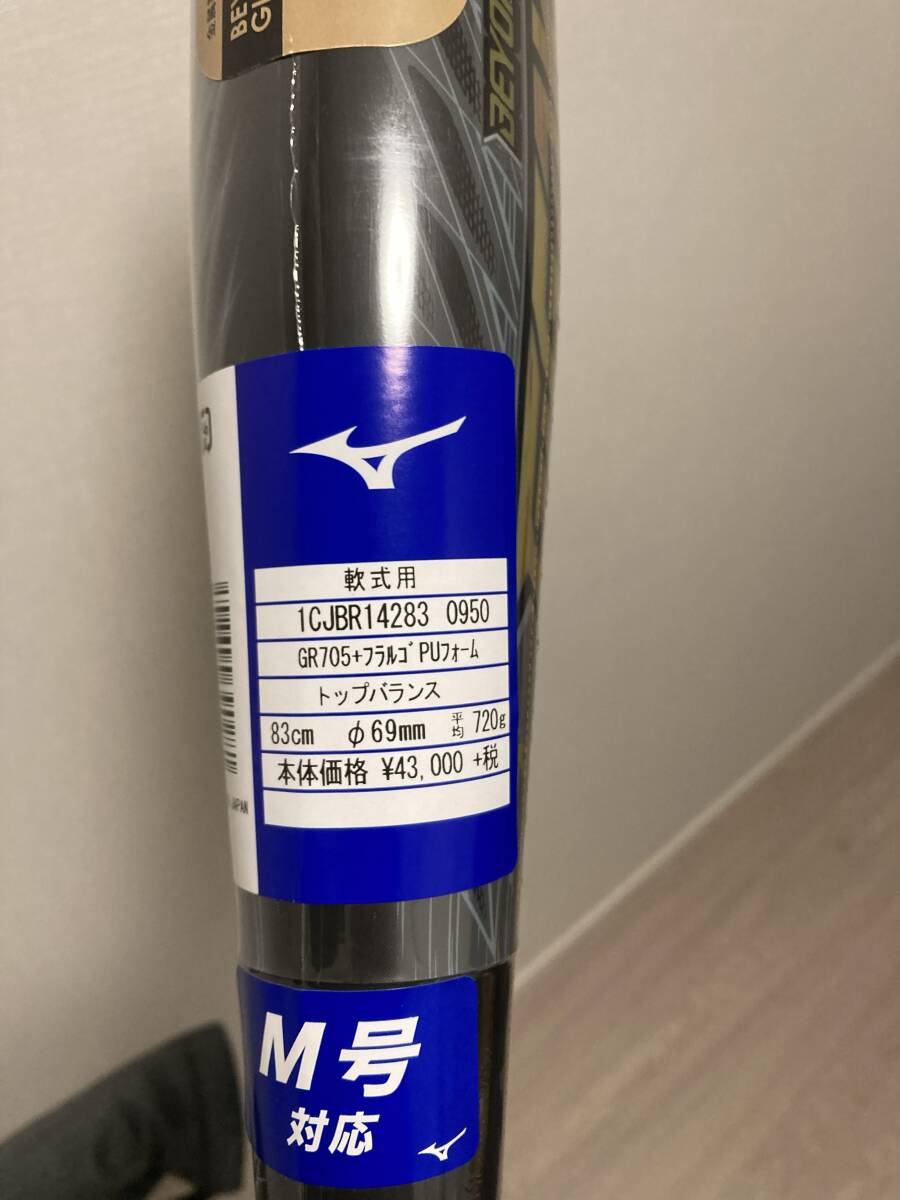 BEYO
軟式用
1CJBR14283 0950
GR705+フラルゴPUフォーム
トップバランス
83cm φ69mm 平均 720g
本体価格 ¥43,000 +税
JAPAN
M号
対応